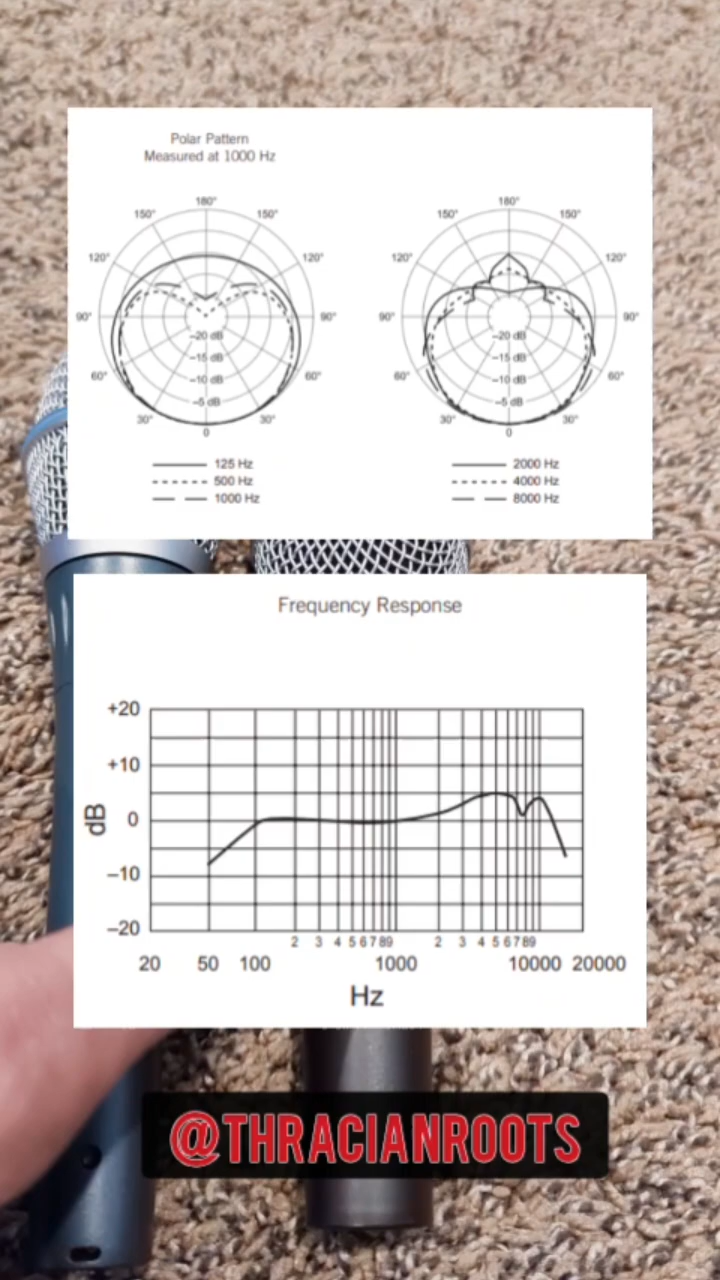 Polar Pattern
Measured at 1000 Hz
180°
150° 150°
120° 120°
90° 90°
60° 60°
30° 30°
0
–20 dB
–15 dB
–10 dB
–5 dB
125 Hz
500 Hz
1000 Hz
180°
150° 150°
120° 120°
90° 90°
60° 60°
30° 30°
0
–20 dB
–15 dB
–10 dB
–5 dB
2000 Hz
4000 Hz
8000 Hz
Frequency Response
+20
+10
0
–10
–20
dB
2 3 4 5 6 7 8 9 2 3 4 5 6 7 8 9
20 50 100 1000 10000 20000
Hz
@THRACIANROOTS